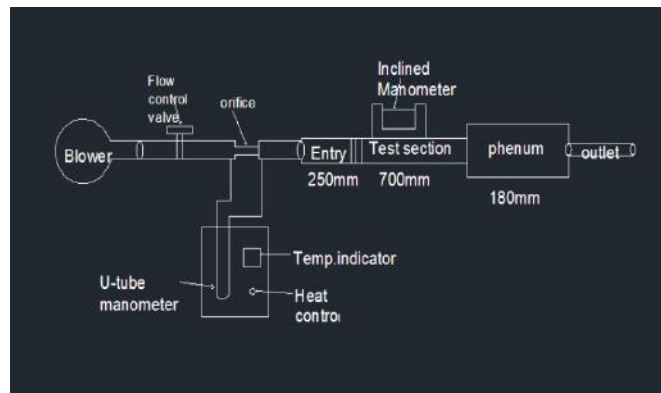 Flow
control
valve,
orifice
Inclined
Manometer
Blower
Entry
Test section
phenum
outlet
250mm
700mm
180mm
Temp.indicator
U-tube
manometer
Heat
control